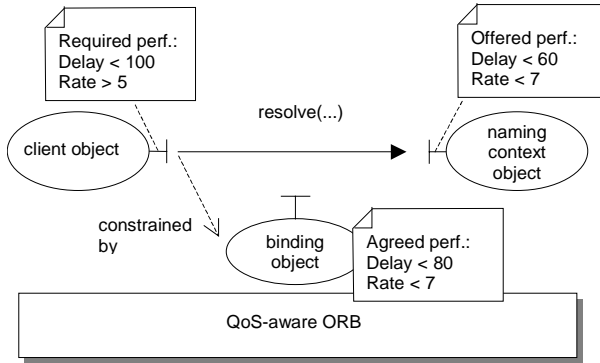 Required perf.:
Delay < 100
Rate > 5
Offered perf.:
Delay < 60
Rate < 7
resolve(...)
client object
naming
context
object
constrained
by
binding
object
Agreed perf.:
Delay < 80
Rate < 7
QoS-aware ORB